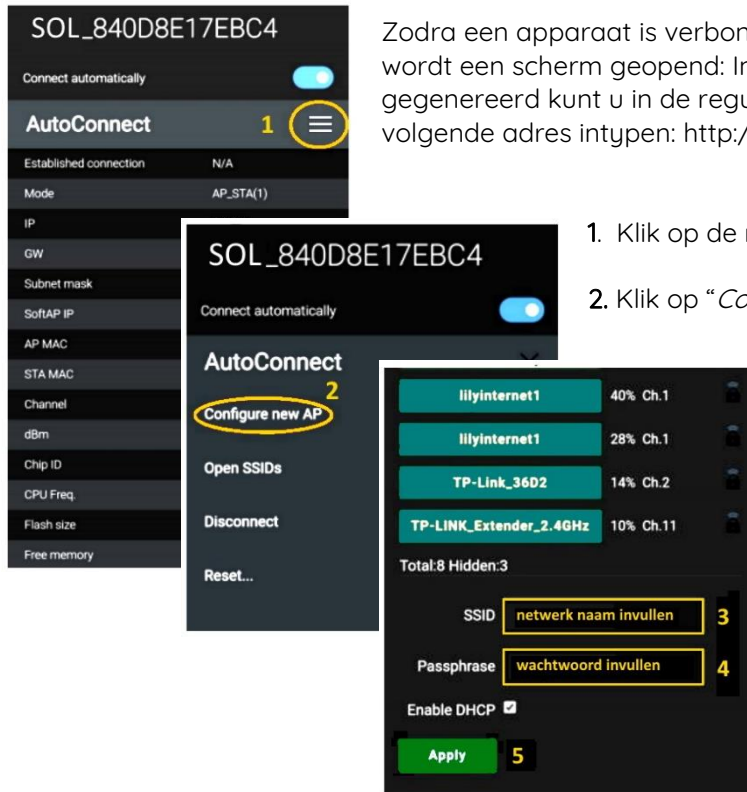 SOL_840D8E17EBC4
Connect automatically
AutoConnect 1
Established connection N/A
Mode AP_STA(1)
IP
GW
Subnet mask
SoftAP IP
AP MAC
STA MAC
Channel
dBm
Chip ID
CPU Freq.
Flash size
Free memory
Zodra een apparaat is verbon
wordt een scherm geopend: I
gegenereerd kunt u in de regu
volgende adres intypen: http:/
1. Klik op de
2. Klik op “Co
SOL_840D8E17EBC4
Connect automatically
AutoConnect
2
Configure new AP
Open SSIDs
Disconnect
Reset...
lilyinternet1 40% Ch.1
lilyinternet1 28% Ch.1
TP-Link_36D2 14% Ch.2
TP-LINK_Extender_2.4GHz 10% Ch.11
Total:8 Hidden:3
SSID netwerk naam invullen 3
Passphrase wachtwoord invullen 4
Enable DHCP
Apply 5